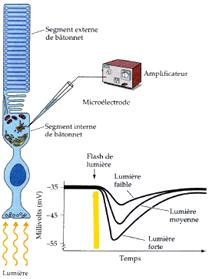 Segment externe
de bâtonnet
Amplificateur
Microélectrode
Segment interne
de bâtonnet
Flash de
lumière
Lumière
faible
Lumière
moyenne
Lumière
forte
-35
-45
-55
Millivolts (mV)
Temps
Lumière